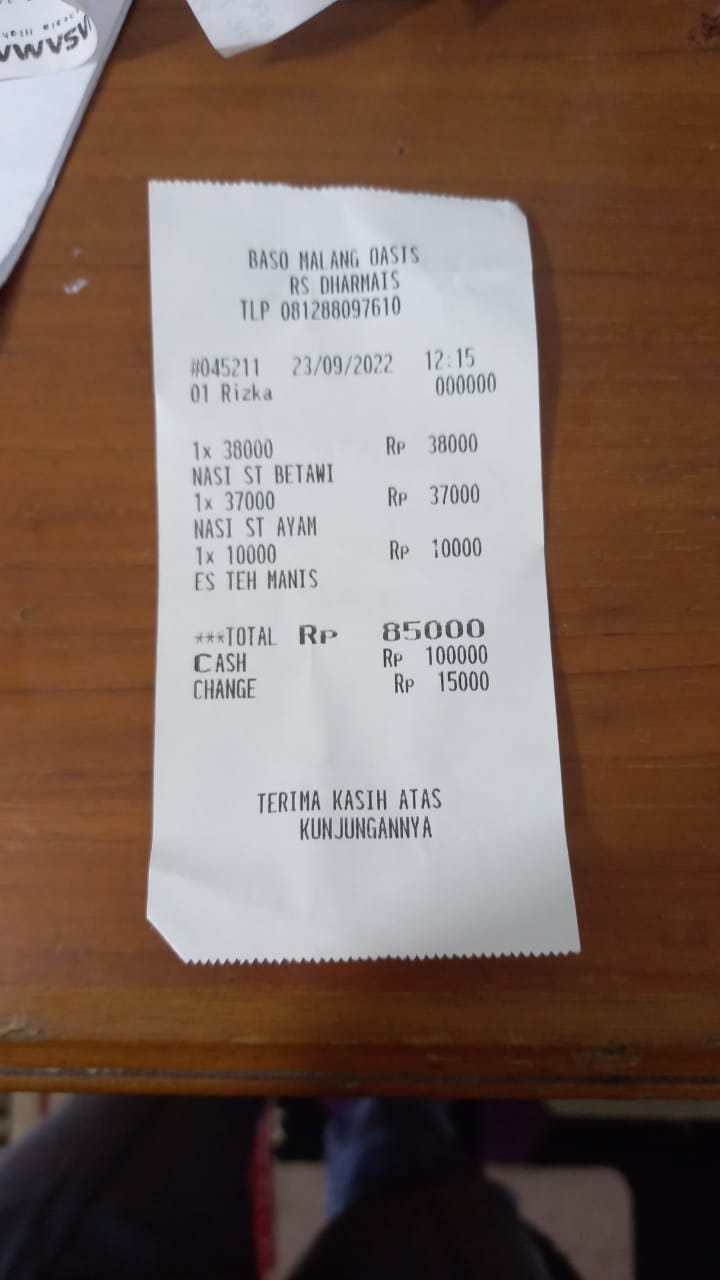 BASO MALANG OASIS
RS DHARMAIS
TLP 081288097610
#045211 23/09/2022 12:15
01 Rizka 000000
1x 38000 Rp 38000
NASI ST BETAWI
1x 37000 Rp 37000
NASI ST AYAM
1x 10000 Rp 10000
ES TEH MANIS
***TOTAL Rp 85000
CASH Rp 100000
CHANGE Rp 15000
TERIMA KASIH ATAS
KUNJUNGANNYA